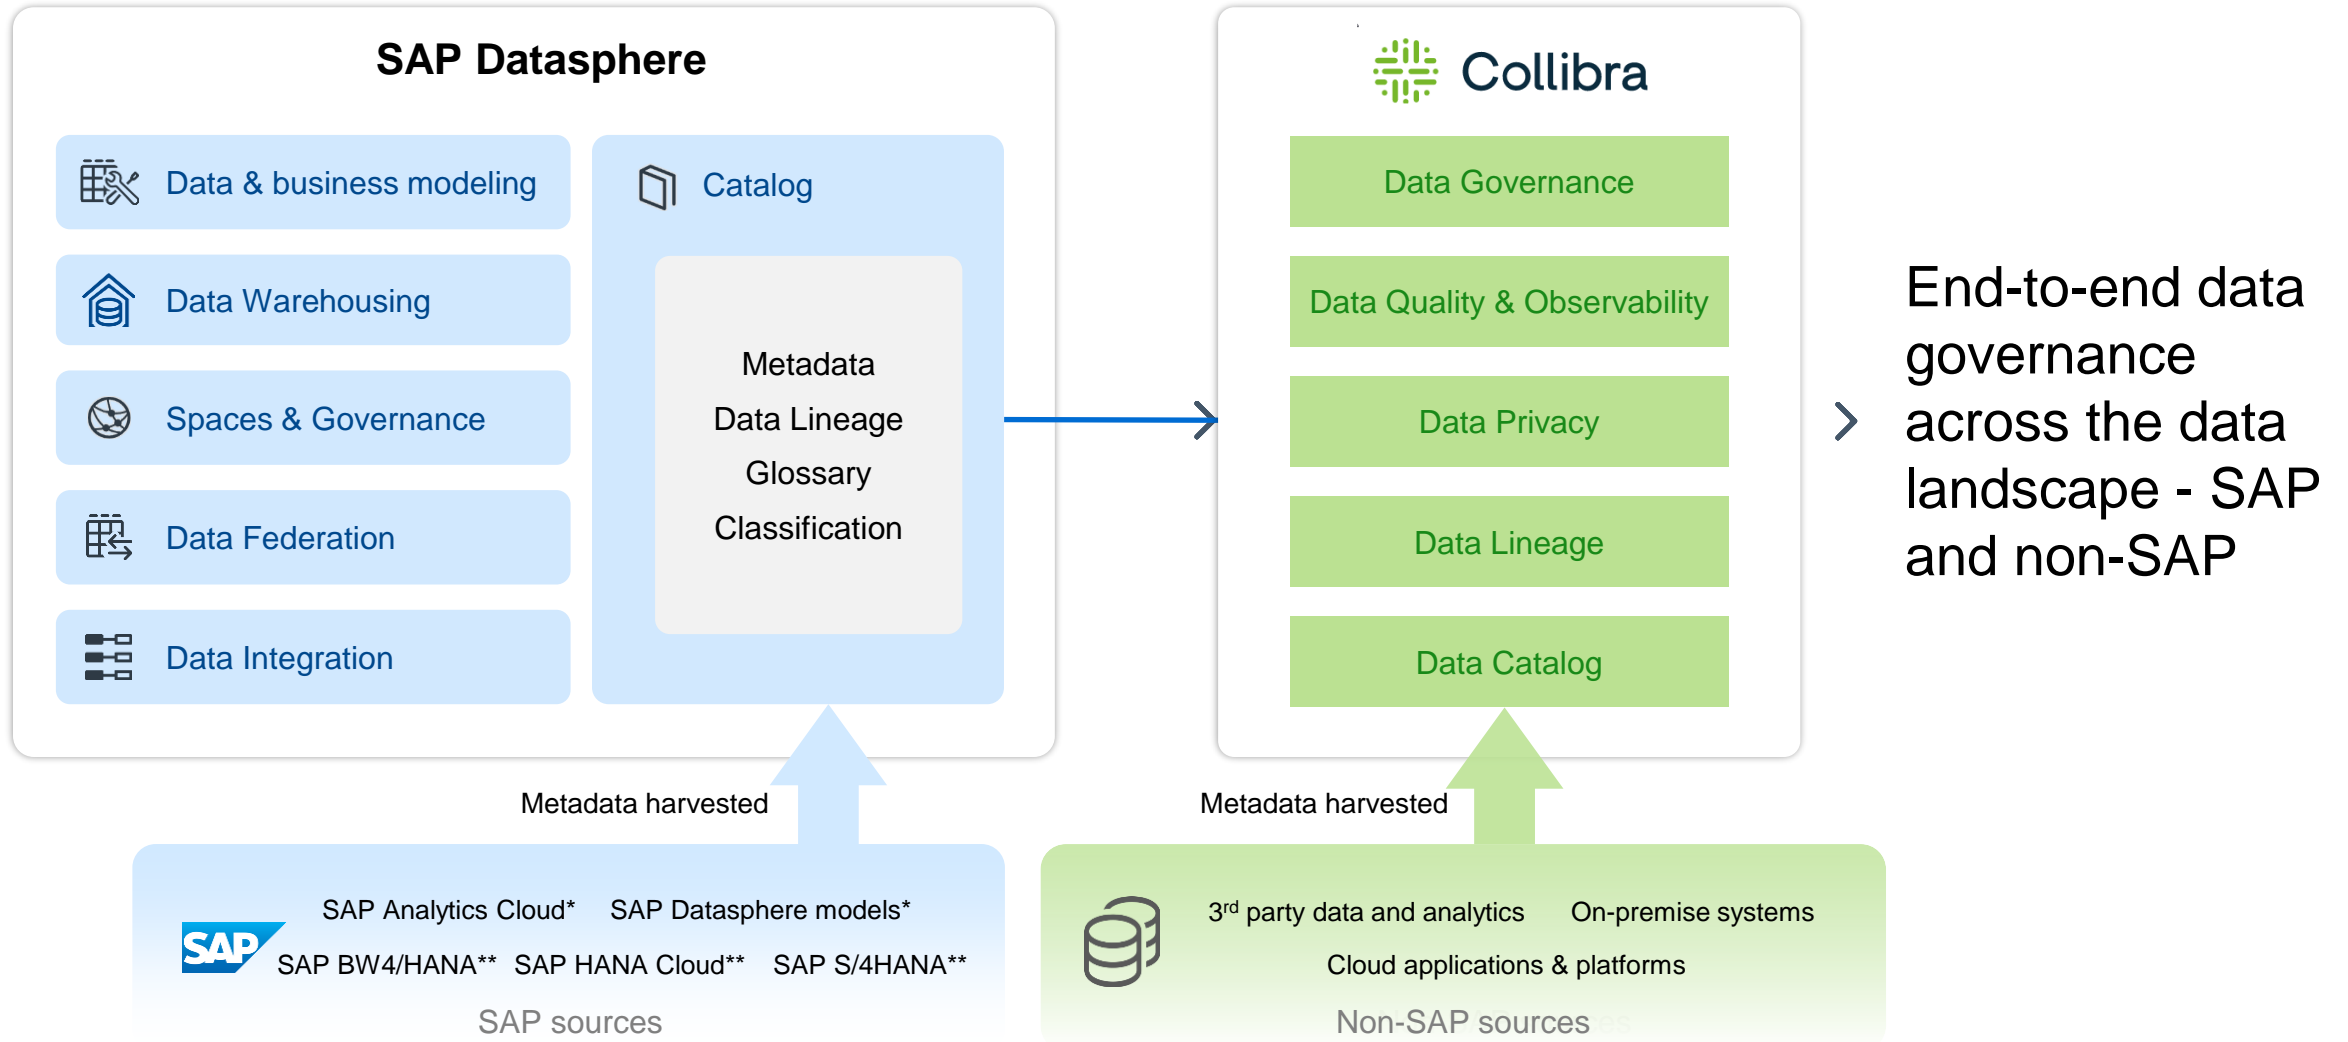 SAP Datasphere
Data & business modeling
Data Warehousing
Spaces & Governance
Data Federation
Data Integration
Catalog
Metadata
Data Lineage
Glossary
Classification
Collibra
Data Governance
Data Quality & Observability
Data Privacy
Data Lineage
Data Catalog
End-to-end data
governance
across the data
landscape - SAP
and non-SAP
Metadata harvested
SAP
SAP Analytics Cloud* SAP Datasphere models*
SAP BW4/HANA** SAP HANA Cloud** SAP S/4HANA**
SAP sources
Metadata harvested
3rd party data and analytics On-premise systems
Cloud applications & platforms
Non-SAP sources